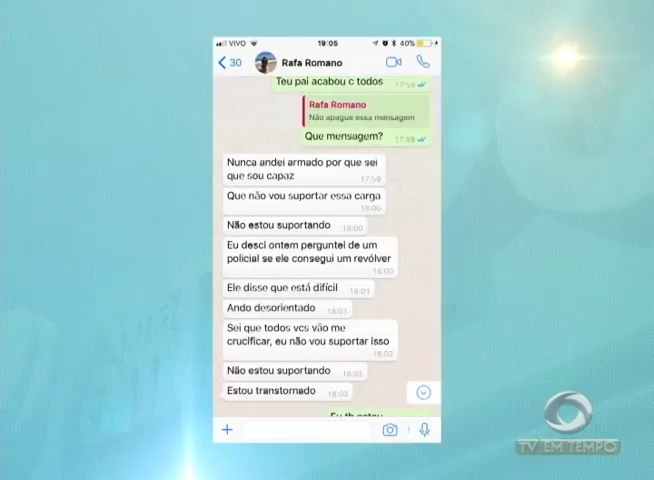 VIVO
19:05
40%
30
Rafa Romano
Teu pai acabou c todos
17:59
Rafa Romano
Não apague essa mensagem
Que mensagem?
17:59
Nunca andei armado por que sei
que sou capaz
17:59
Que não vou suportar essa carga
18:00
Não estou suportando
18:00
Eu desci ontem perguntei de um
policial se ele consegui um revólver
18:00
Ele disse que está difícil
18:01
Ando desorientado
18:01
Sei que todos vcs vão me
crucificar, eu não vou suportar isso
18:02
Não estou suportando
18:02
Estou transtornado
18:03
TV EM TEMPO